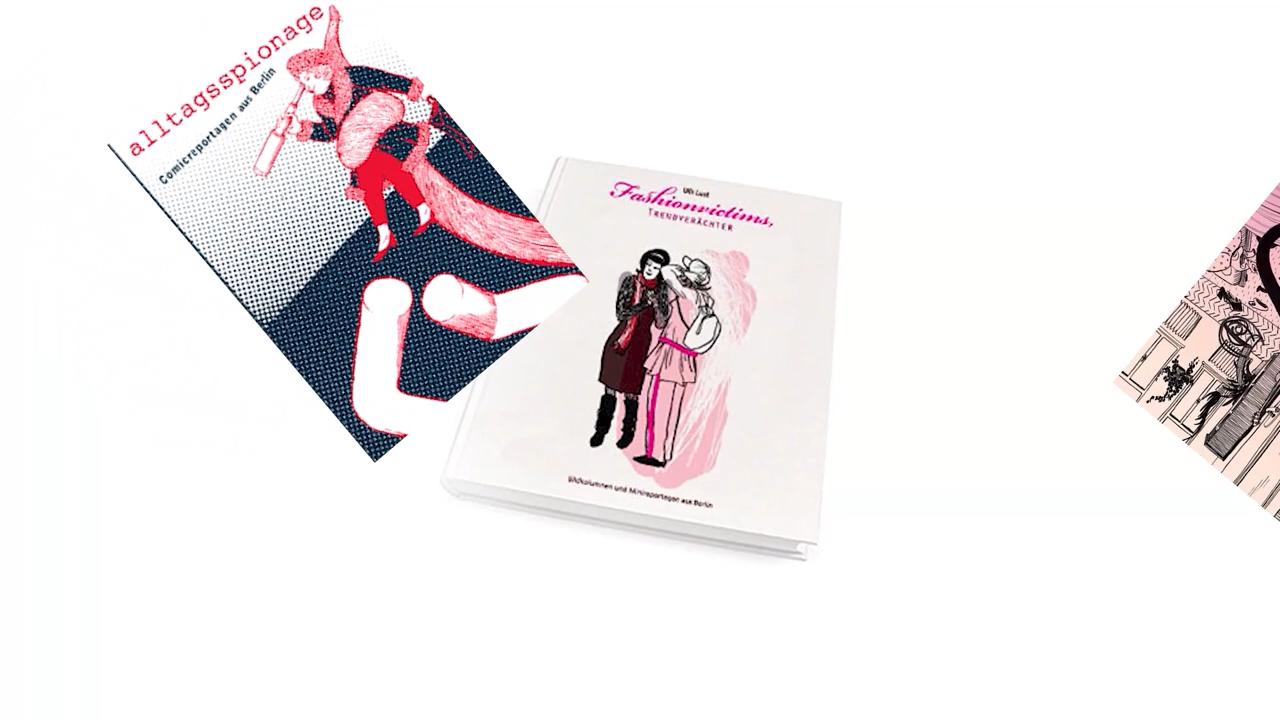 alltagsspionage
Comicreportagen aus Berlin
Ulli Lust
Fashionvictims,
TRENDVERÄCHTER
Bildkolumnen und Minireportagen aus Berlin